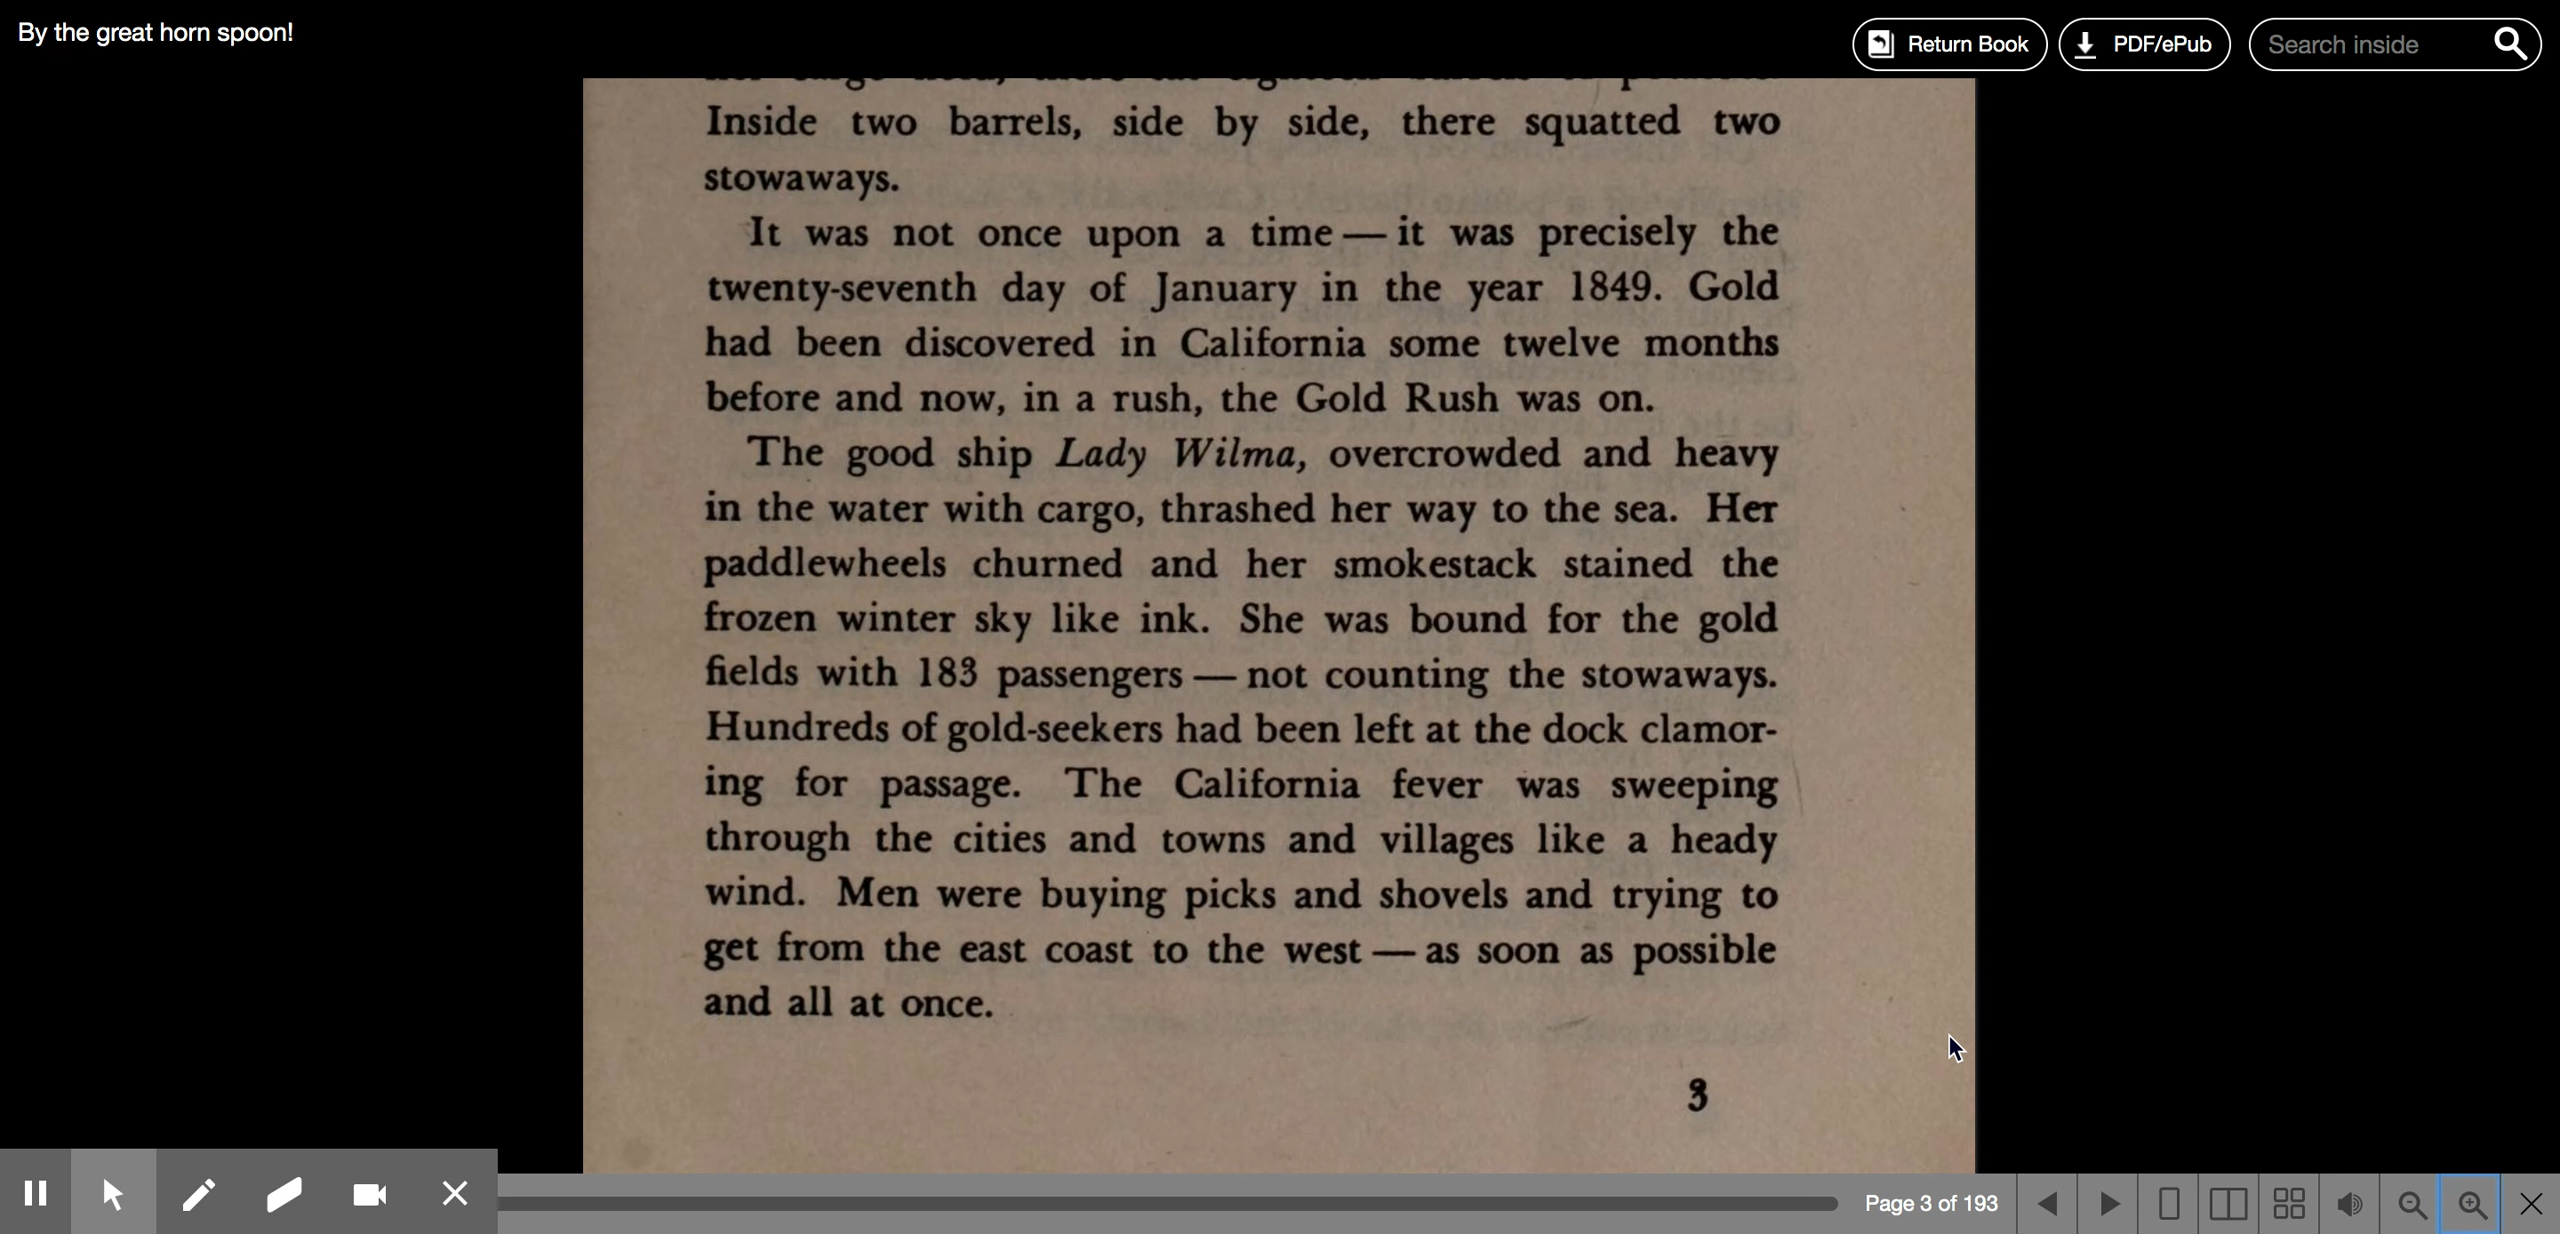 By the great horn spoon!
Return Book
PDF/ePub
Search inside
Inside two barrels, side by side, there squatted two
stowaways.
It was not once upon a time — it was precisely the
twenty-seventh day of January in the year 1849. Gold
had been discovered in California some twelve months
before and now, in a rush, the Gold Rush was on.
The good ship Lady Wilma, overcrowded and heavy
in the water with cargo, thrashed her way to the sea. Her
paddlewheels churned and her smokestack stained the
frozen winter sky like ink. She was bound for the gold
fields with 183 passengers — not counting the stowaways.
Hundreds of gold-seekers had been left at the dock clamor-
ing for passage. The California fever was sweeping
through the cities and towns and villages like a heady
wind. Men were buying picks and shovels and trying to
get from the east coast to the west — as soon as possible
and all at once.
3
Page 3 of 193